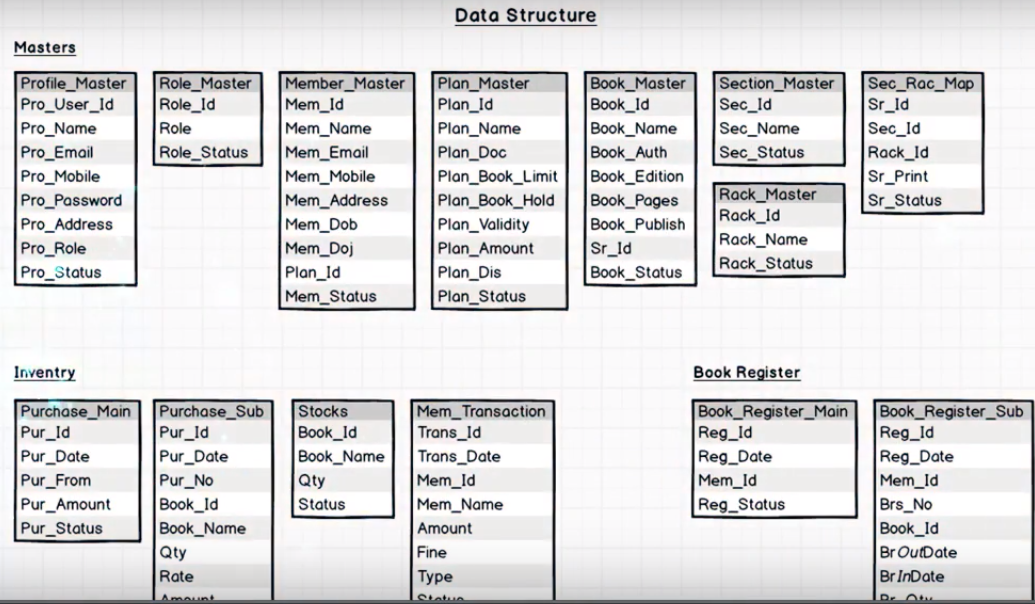 Data Structure
Masters
Profile_Master
Pro_User_Id
Pro_Name
Pro_Email
Pro_Mobile
Pro_Password
Pro_Address
Pro_Role
Pro_Status
Role_Master
Role_Id
Role
Role_Status
Member_Master
Mem_Id
Mem_Name
Mem_Email
Mem_Mobile
Mem_Address
Mem_Dob
Mem_Doj
Plan_Id
Mem_Status
Plan_Master
Plan_Id
Plan_Name
Plan_Doc
Plan_Book_Limit
Plan_Book_Hold
Plan_Validity
Plan_Amount
Plan_Dis
Plan_Status
Book_Master
Book_Id
Book_Name
Book_Auth
Book_Edition
Book_Pages
Book_Publish
Sr_Id
Book_Status
Section_Master
Sec_Id
Sec_Name
Sec_Status
Rack_Master
Rack_Id
Rack_Name
Rack_Status
Sec_Rac_Map
Sr_Id
Sec_Id
Rack_Id
Sr_Print
Sr_Status
Inventry
Purchase_Main
Pur_Id
Pur_Date
Pur_From
Pur_Amount
Pur_Status
Purchase_Sub
Pur_Id
Pur_Date
Pur_No
Book_Id
Book_Name
Qty
Rate
Amount
Stocks
Book_Id
Book_Name
Qty
Status
Mem_Transaction
Trans_Id
Trans_Date
Mem_Id
Mem_Name
Amount
Fine
Type
Status
Book Register
Book_Register_Main
Reg_Id
Reg_Date
Mem_Id
Reg_Status
Book_Register_Sub
Reg_Id
Reg_Date
Mem_Id
Brs_No
Book_Id
BrOutDate
BrInDate
Br_Qty